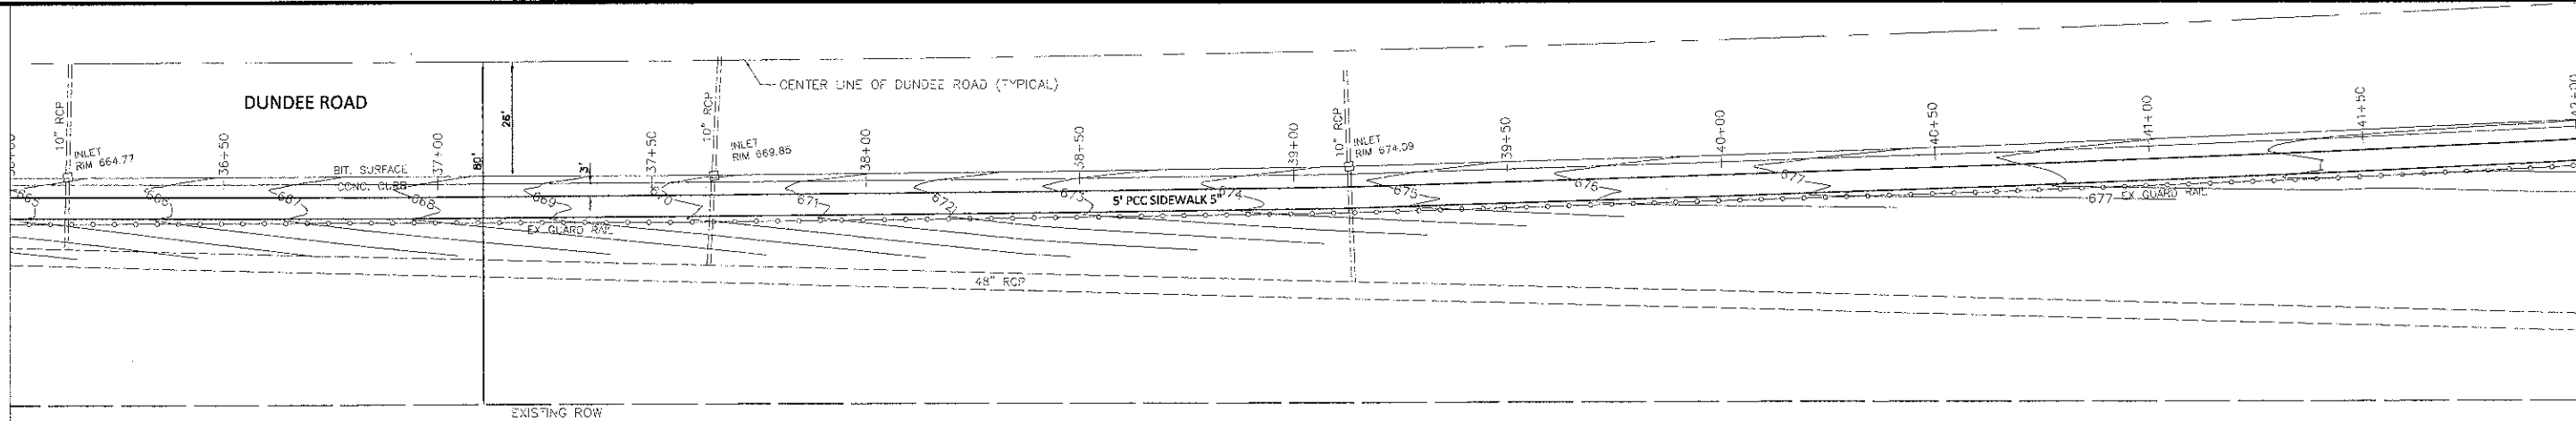 CENTER LINE OF DUNDEE ROAD (TYPICAL)
DUNDEE ROAD
10" RCP
INLET
RIM 664.77
36+50
37+00
BIT. SURFACE
CONC. CURB
80'
26'
3'
37+50
10" RCP
INLET
RIM 669.85
38+00
38+50
39+00
10" RCP
INLET
RIM 674.09
39+50
40+00
40+50
41+00
41+50
42+00
665
666
667
668
669
670
671
672
673
674
675
676
677
5' PCC SIDEWALK 5"
EX GUARD RAIL
677
EX GUARD RAIL
48" RCP
EXISTING ROW